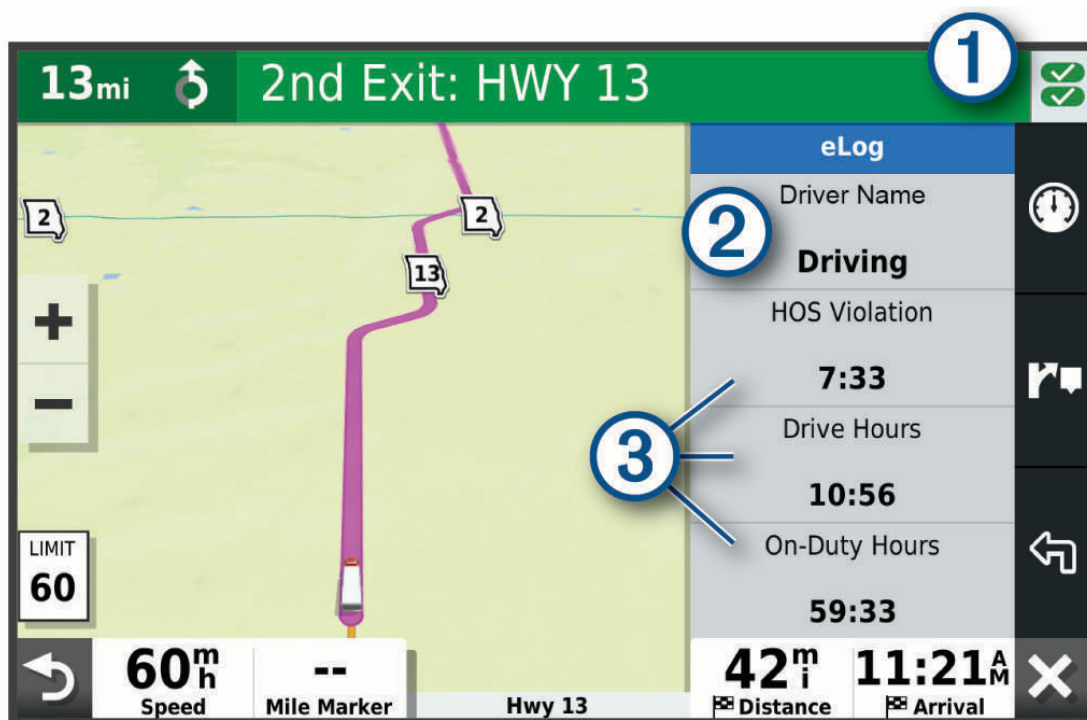 13mi
2nd Exit: HWY 13
1
eLog
Driver Name
2
Driving
2
2
13
HOS Violation
7:33
Drive Hours
3
10:56
On-Duty Hours
59:33
LIMIT
60
60mh
Speed
--
Mile Marker
Hwy 13
42mi
Distance
11:21AM
Arrival